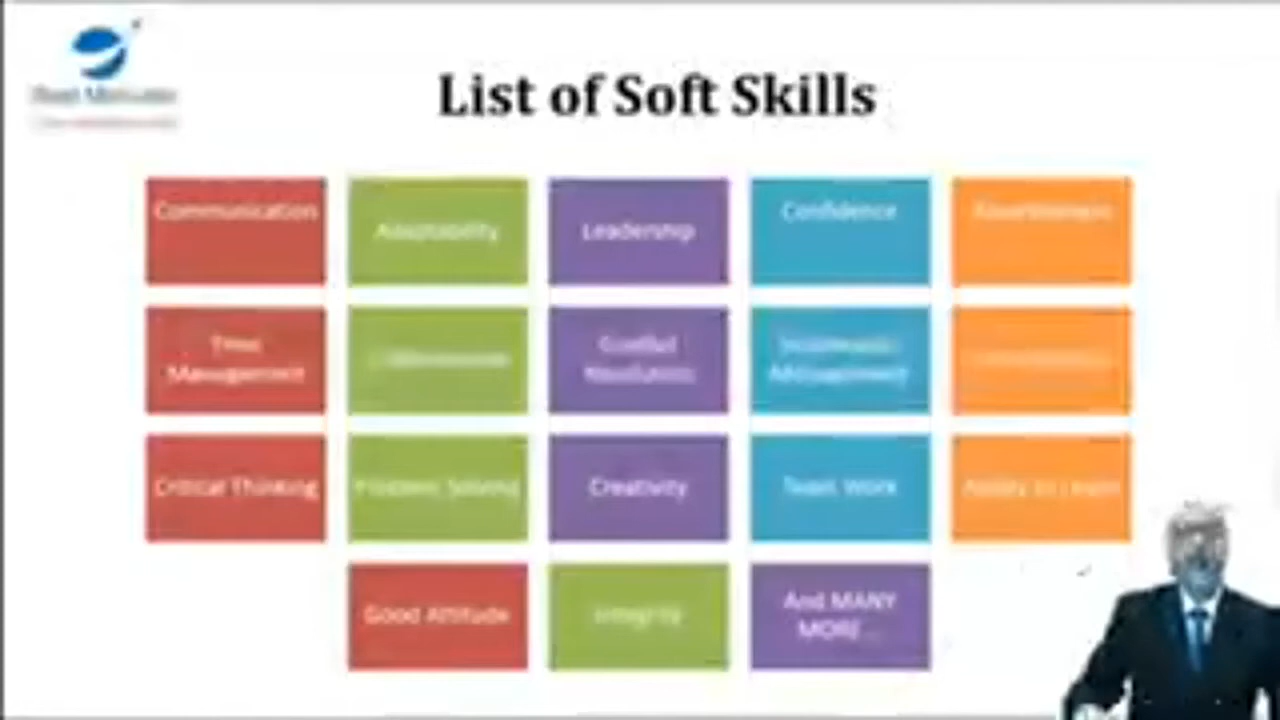 List of Soft Skills
Communication
Adaptability
Leadership
Confidence
Time
Management
Conflict
Resolution
Management
Critical Thinking
Problem Solving
Creativity
Team Work
Ability to Learn
Good Attitude
Integrity
And MANY
MORE...